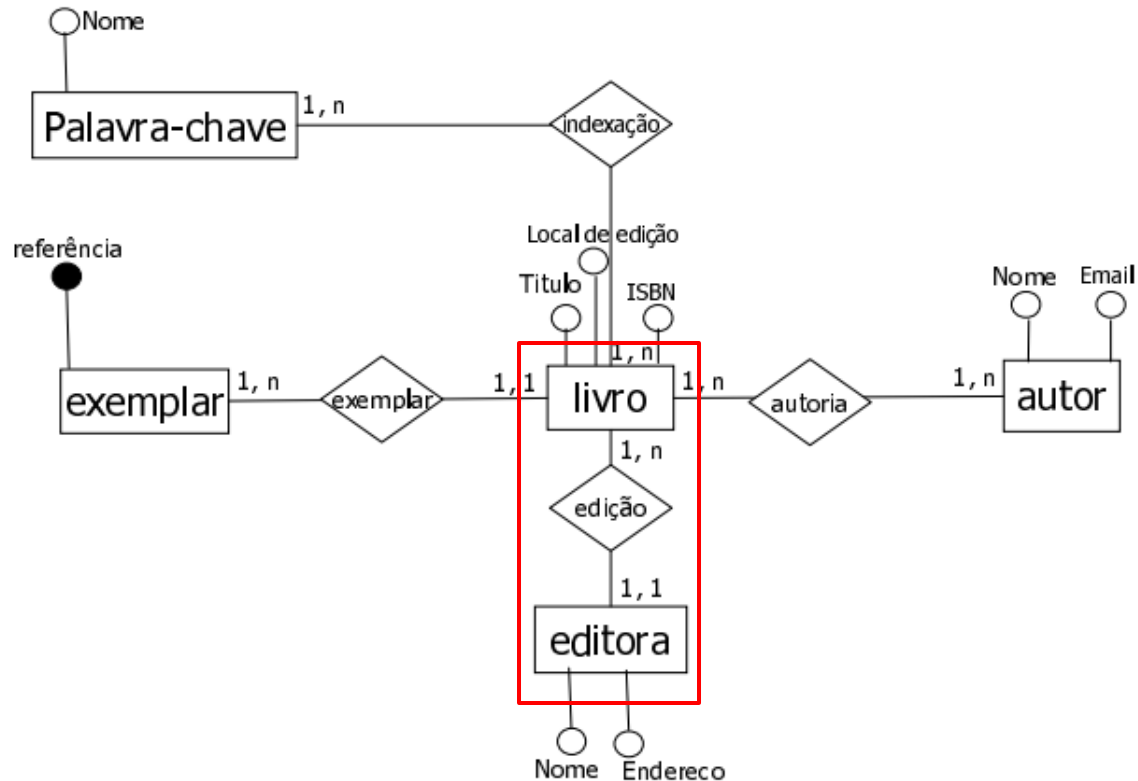 Nome
Palavra-chave
1, n
indexação
referência
Local de edição
Titulo
ISBN
Nome
Email
exemplar
1, n
exemplar
1, 1
livro
1, n
1, n
autoria
1, n
autor
1, n
edição
1, 1
editora
Nome
Endereco